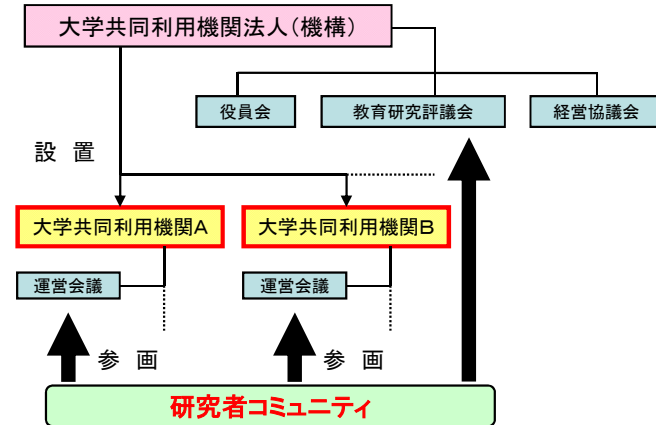 大学共同利用機関法人(機構)
役員会
教育研究評議会
経営協議会
設 置
大学共同利用機関A
大学共同利用機関B
運営会議
運営会議
参 画
参 画
研究者コミュニティ